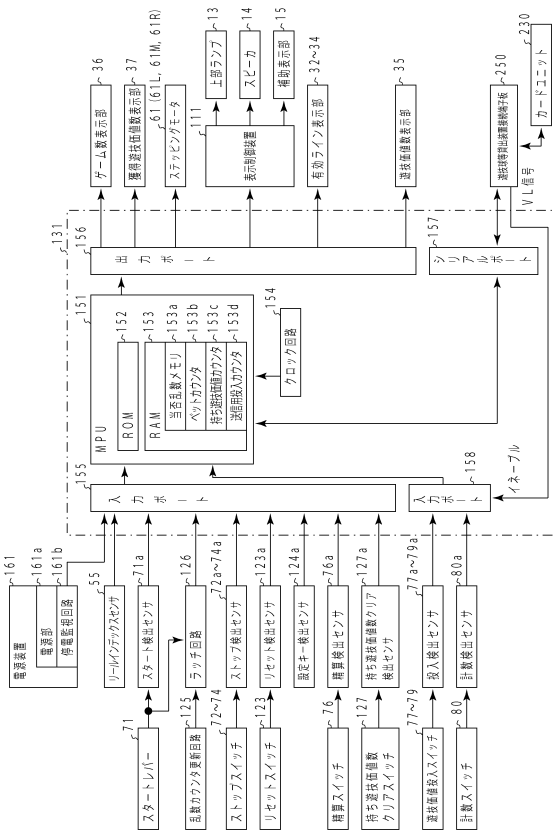 電源装置
161
電源部
161a
停電監視回路
161b
リールインデックスセンサ
55
スタートレバー
71
スタート検出センサ
71a
乱数カウンタ更新回路
125
ラッチ回路
126
ストップスイッチ
72~74
ストップ検出センサ
72a~74a
リセットスイッチ
123
リセット検出センサ
123a
設定キー検出センサ
124a
精算スイッチ
76
精算検出センサ
76a
持ち遊技価値数
クリアスイッチ
127
持ち遊技価値数クリア
検出センサ
127a
遊技価値投入スイッチ
77~79
投入検出センサ
77a~79a
計数スイッチ
80
計数検出センサ
80a
131
入力ポート
155
入力ポート
158
イネーブル
MPU
151
ROM
152
RAM
153
当否乱数メモリ
153a
ベットカウンタ
153b
持ち遊技価値カウンタ
153c
送信用投入カウンタ
153d
クロック回路
154
出力ポート
156
シリアルポート
157
ゲーム数表示部
36
獲得遊技価値数表示部
37
ステッピングモータ
61(61L, 61M, 61R)
表示制御装置
111
上部ランプ
13
スピーカ
14
補助表示部
15
有効ライン表示部
32~34
遊技価値数表示部
35
遊技球等貸出装置接続端子板
250
VL信号
カードユニット
230